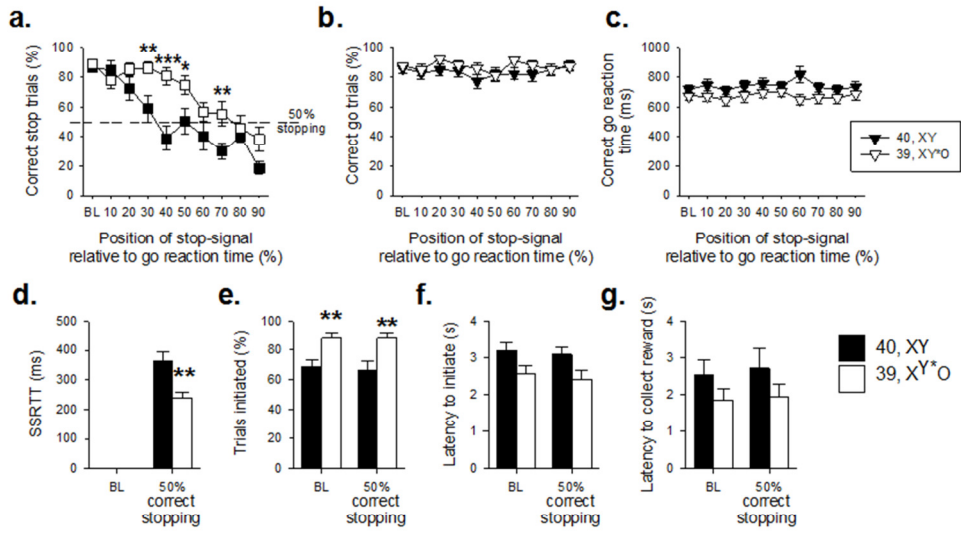 a.
Correct stop trials (%)
100
80
60
40
20
0
**
***
*
**
50%
stopping
BL 10 20 30 40 50 60 70 80 90
Position of stop-signal
relative to go reaction time (%)
b.
Correct go trials (%)
100
80
60
40
20
0
BL 10 20 30 40 50 60 70 80 90
Position of stop-signal
relative to go reaction time (%)
c.
Correct go reaction
time (ms)
1000
800
600
400
200
0
BL 10 20 30 40 50 60 70 80 90
Position of stop-signal
relative to go reaction time (%)
40, XY
39, XY*O
d.
SSRTT (ms)
500
400
300
200
100
0
**
BL
50%
correct
stopping
e.
Trials initiated (%)
100
80
60
40
20
0
**
**
BL
50%
correct
stopping
f.
Latency to initiate (s)
4
3
2
1
0
BL
50%
correct
stopping
g.
Latency to collect reward (s)
4
3
2
1
0
BL
50%
correct
stopping
40, XY
39, XY*O